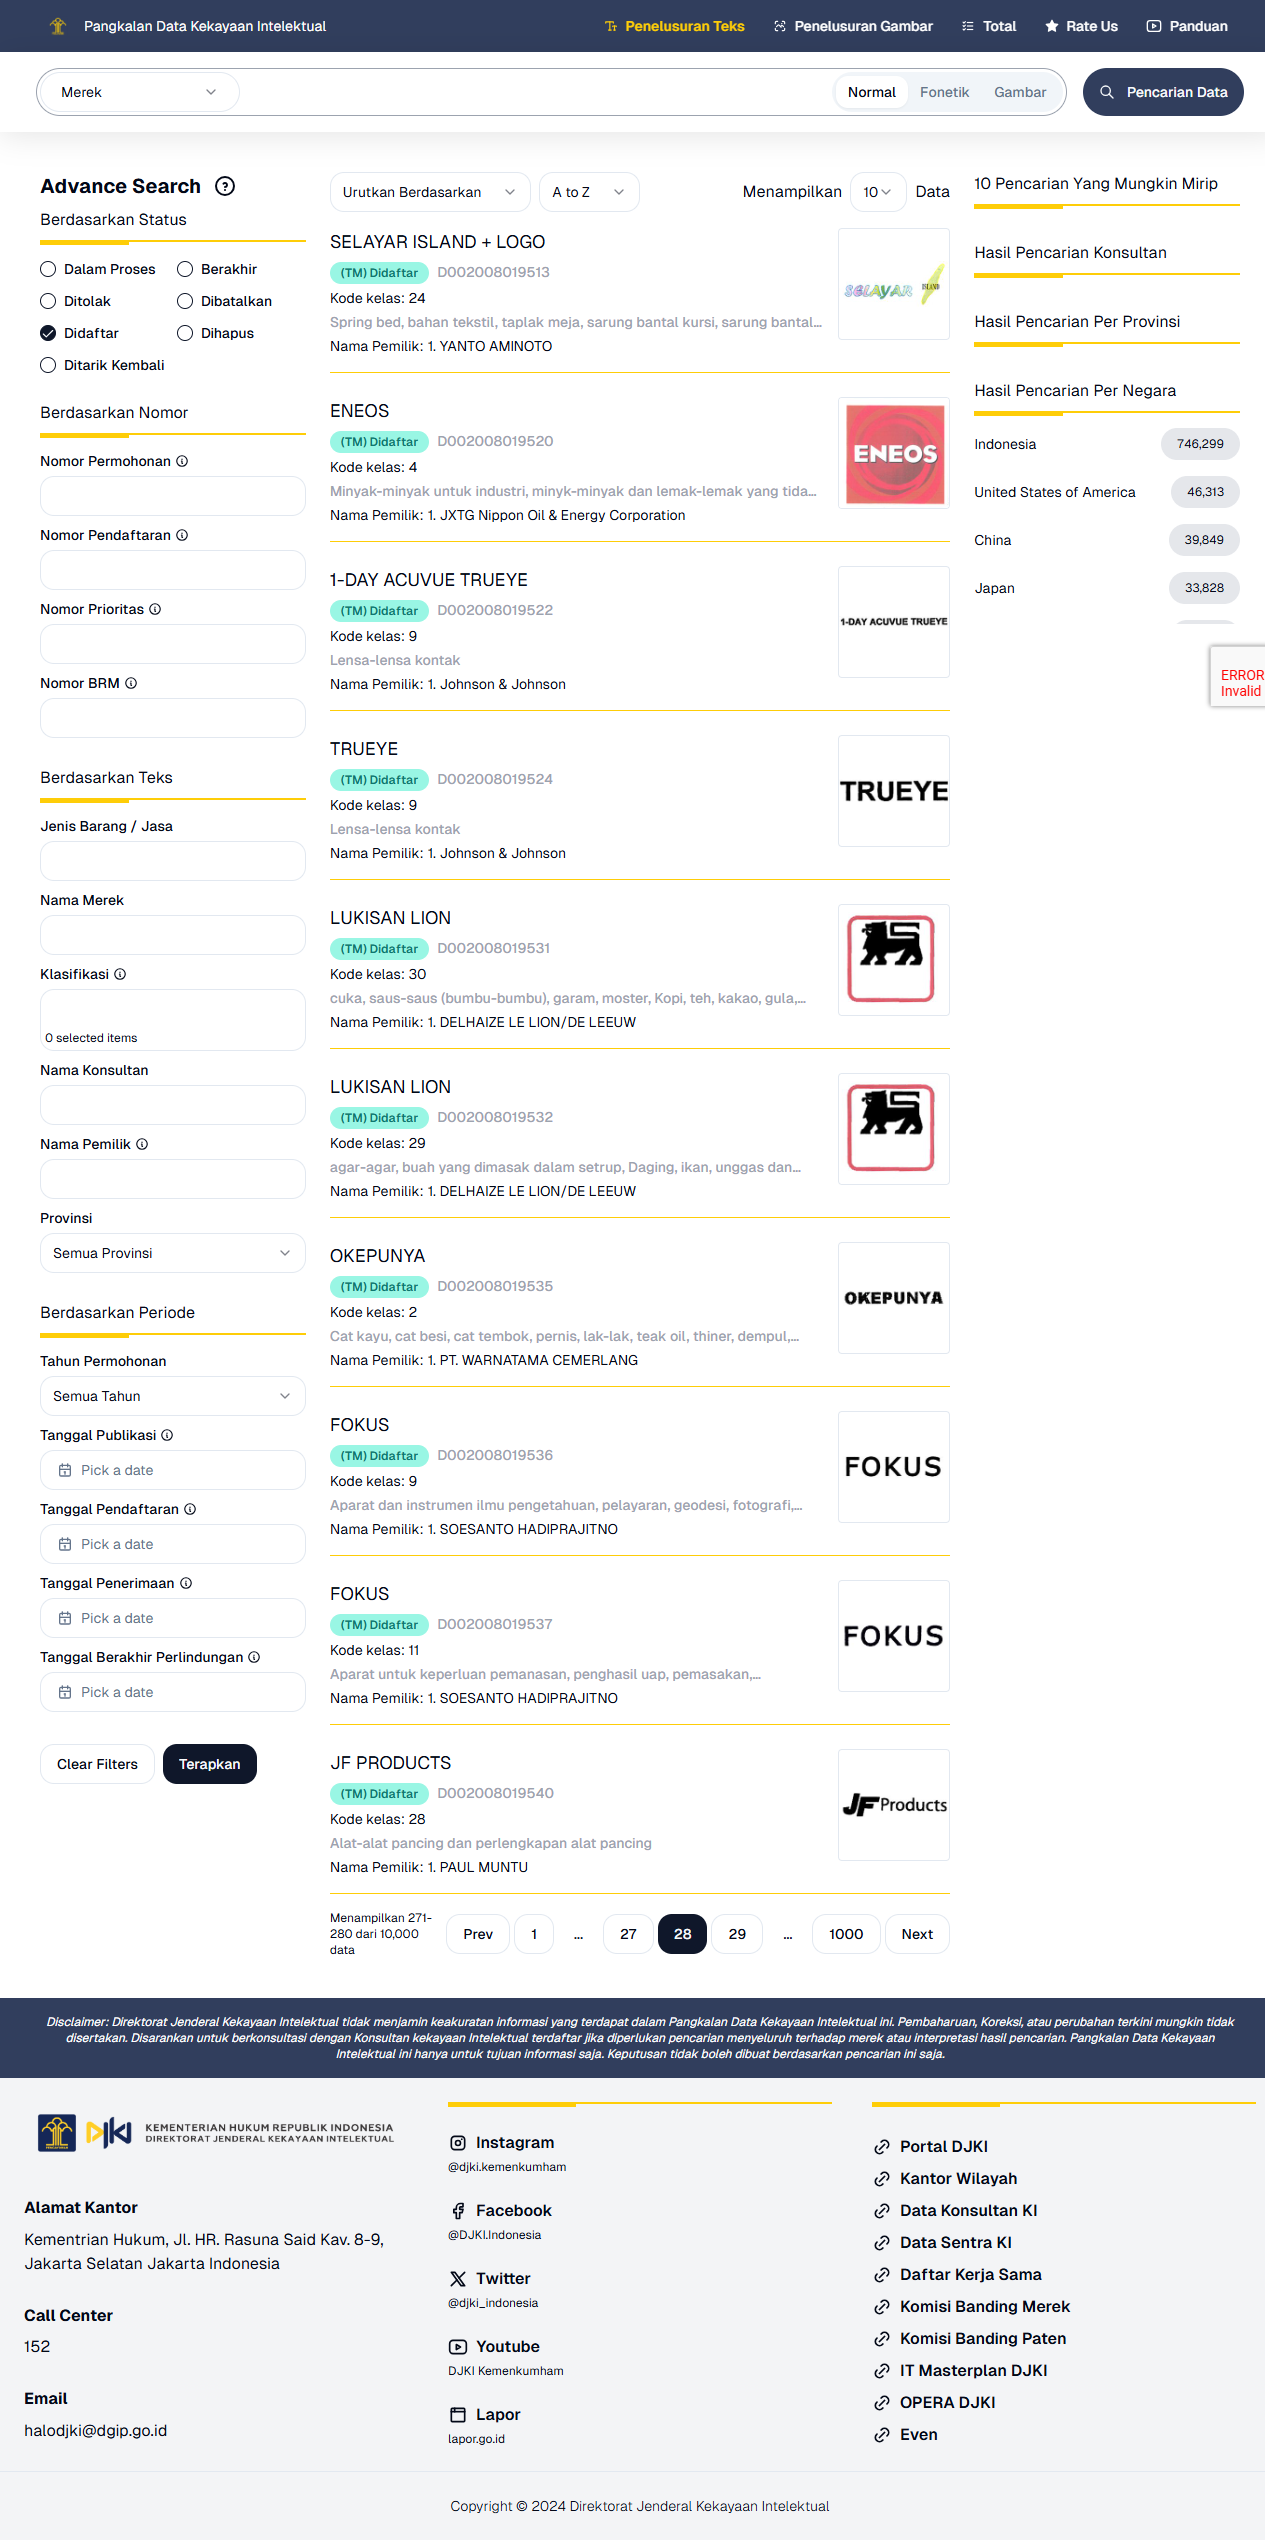 Pangkalan Data Kekayaan Intelektual
Penelusuran Teks
Penelusuran Gambar
Total
Rate Us
Panduan
Merek
Normal
Fonetik
Gambar
Pencarian Data
Advance Search
Berdasarkan Status
Dalam Proses
Berakhir
Ditolak
Dibatalkan
Didaftar
Dihapus
Ditarik Kembali
Berdasarkan Nomor
Nomor Permohonan
Nomor Pendaftaran
Nomor Prioritas
Nomor BRM
Berdasarkan Teks
Jenis Barang / Jasa
Nama Merek
Klasifikasi
0 selected items
Nama Konsultan
Nama Pemilik
Provinsi
Semua Provinsi
Berdasarkan Periode
Tahun Permohonan
Semua Tahun
Tanggal Publikasi
Pick a date
Tanggal Pendaftaran
Pick a date
Tanggal Penerimaan
Pick a date
Tanggal Berakhir Perlindungan
Pick a date
Clear Filters
Terapkan
Urutkan Berdasarkan
A to Z
Menampilkan 10 Data
SELAYAR ISLAND + LOGO
(TM) Didaftar D002008019513
Kode kelas: 24
Spring bed, bahan tekstil, taplak meja, sarung bantal kursi, sarung bantal...
Nama Pemilik: 1. YANTO AMINOTO
SELAYAR ISLAND
ENEOS
(TM) Didaftar D002008019520
Kode kelas: 4
Minyak-minyak untuk industri, minyk-minyak dan lemak-lemak yang tida...
Nama Pemilik: 1. JXTG Nippon Oil & Energy Corporation
ENEOS
1-DAY ACUVUE TRUEYE
(TM) Didaftar D002008019522
Kode kelas: 9
Lensa-lensa kontak
Nama Pemilik: 1. Johnson & Johnson
1-DAY ACUVUE TRUEYE
TRUEYE
(TM) Didaftar D002008019524
Kode kelas: 9
Lensa-lensa kontak
Nama Pemilik: 1. Johnson & Johnson
TRUEYE
LUKISAN LION
(TM) Didaftar D002008019531
Kode kelas: 30
cuka, saus-saus (bumbu-bumbu), garam, moster, Kopi, teh, kakao, gula,...
Nama Pemilik: 1. DELHAIZE LE LION/DE LEEUW
LUKISAN LION
(TM) Didaftar D002008019532
Kode kelas: 29
agar-agar, buah yang dimasak dalam setrup, Daging, ikan, unggas dan...
Nama Pemilik: 1. DELHAIZE LE LION/DE LEEUW
OKEPUNYA
(TM) Didaftar D002008019535
Kode kelas: 2
Cat kayu, cat besi, cat tembok, pernis, lak-lak, teak oil, thiner, dempul,...
Nama Pemilik: 1. PT. WARNATAMA CEMERLANG
OKEPUNYA
FOKUS
(TM) Didaftar D002008019536
Kode kelas: 9
Aparat dan instrumen ilmu pengetahuan, pelayaran, geodesi, fotografi,...
Nama Pemilik: 1. SOESANTO HADIPRAJITNO
FOKUS
FOKUS
(TM) Didaftar D002008019537
Kode kelas: 11
Aparat untuk keperluan pemanasan, penghasil uap, pemasakan,...
Nama Pemilik: 1. SOESANTO HADIPRAJITNO
FOKUS
JF PRODUCTS
(TM) Didaftar D002008019540
Kode kelas: 28
Alat-alat pancing dan perlengkapan alat pancing
Nama Pemilik: 1. PAUL MUNTU
JF Products
Menampilkan 271-
280 dari 10,000
data
Prev 1 ... 27 28 29 ... 1000 Next
10 Pencarian Yang Mungkin Mirip
Hasil Pencarian Konsultan
Hasil Pencarian Per Provinsi
Hasil Pencarian Per Negara
Indonesia 746,299
United States of America 46,313
China 39,849
Japan 33,828
ERROR
Invalid
Disclaimer: Direktorat Jenderal Kekayaan Intelektual tidak menjamin keakuratan informasi yang terdapat dalam Pangkalan Data Kekayaan Intelektual ini. Pembaharuan, Koreksi, atau perubahan terkini mungkin tidak
disertakan. Disarankan untuk berkonsultasi dengan Konsultan kekayaan Intelektual terdaftar jika diperlukan pencarian menyeluruh terhadap merek atau interpretasi hasil pencarian. Pangkalan Data Kekayaan
Intelektual ini hanya untuk tujuan informasi saja. Keputusan tidak boleh dibuat berdasarkan pencarian ini saja.
KEMENTERIAN HUKUM REPUBLIK INDONESIA
DIREKTORAT JENDERAL KEKAYAAN INTELEKTUAL
Alamat Kantor
Kementrian Hukum, Jl. HR. Rasuna Said Kav. 8-9,
Jakarta Selatan Jakarta Indonesia
Call Center
152
Email
halodjki@dgip.go.id
Instagram
@djki.kemenkumham
Facebook
@DJKI.Indonesia
Twitter
@djki_indonesia
Youtube
DJKI Kemenkumham
Lapor
lapor.go.id
Portal DJKI
Kantor Wilayah
Data Konsultan KI
Data Sentra KI
Daftar Kerja Sama
Komisi Banding Merek
Komisi Banding Paten
IT Masterplan DJKI
OPERA DJKI
Even
Copyright © 2024 Direktorat Jenderal Kekayaan Intelektual